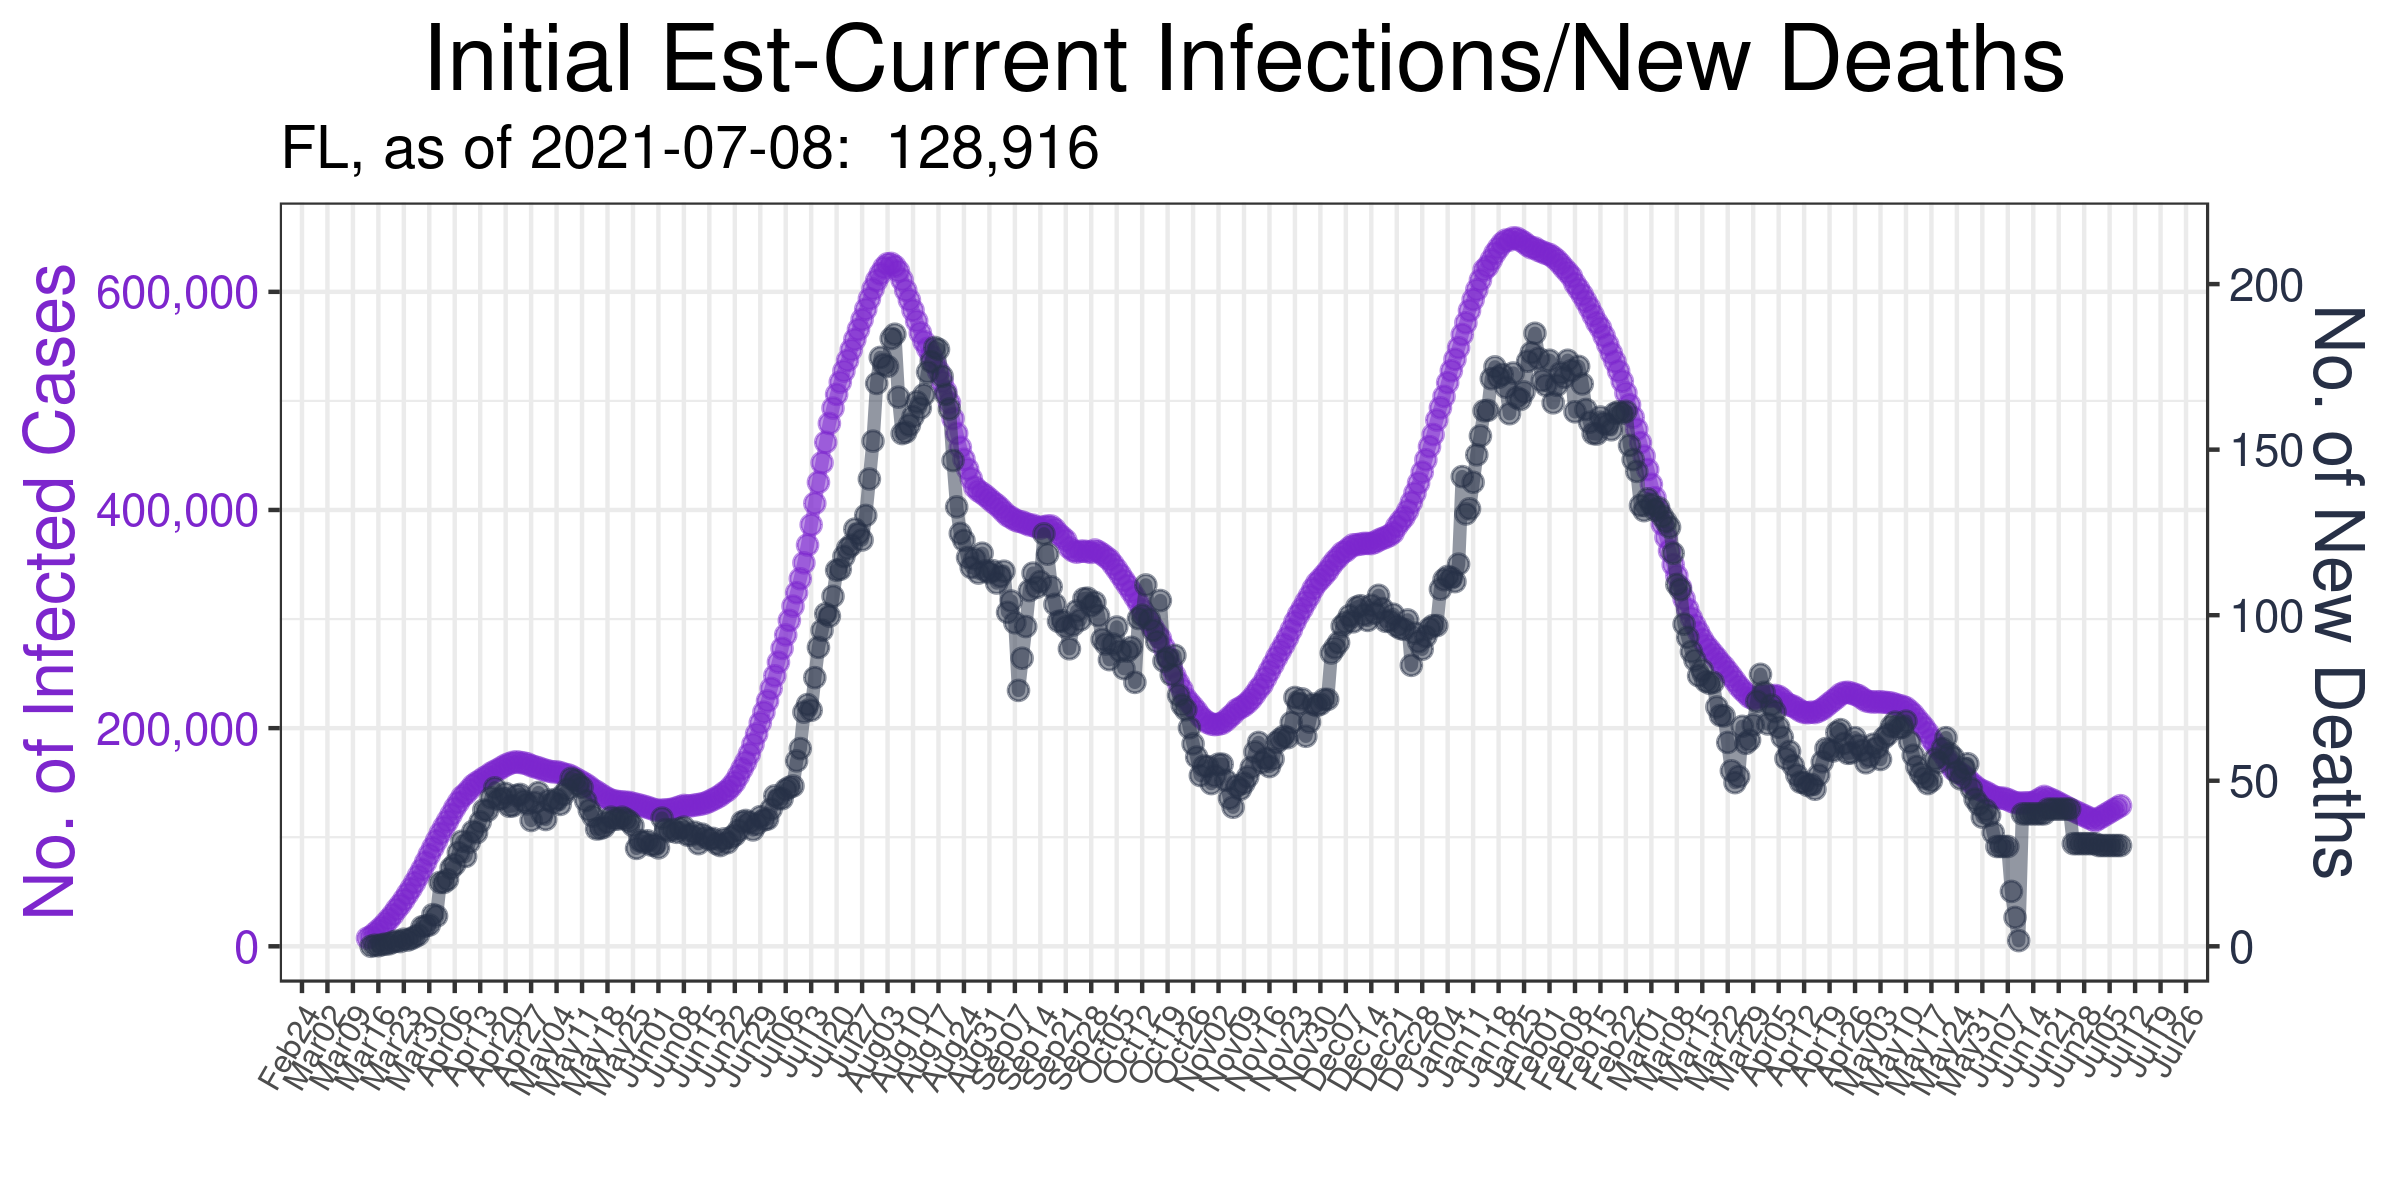 Initial Est-Current Infections/New Deaths
FL, as of 2021-07-08:  128,916
No. of Infected Cases
600,000
400,000
200,000
0
200
150
100
50
0
No. of New Deaths
Feb24
Mar02
Mar09
Mar16
Mar23
Mar30
Apr06
Apr13
Apr20
Apr27
May04
May11
May18
May25
Jun01
Jun08
Jun15
Jun22
Jun29
Jul06
Jul13
Jul20
Jul27
Aug03
Aug10
Aug17
Aug24
Aug31
Sep07
Sep14
Sep21
Sep28
Oct05
Oct12
Oct19
Oct26
Nov02
Nov09
Nov16
Nov23
Nov30
Dec07
Dec14
Dec21
Dec28
Jan04
Jan11
Jan18
Jan25
Feb01
Feb08
Feb15
Feb22
Mar01
Mar08
Mar15
Mar22
Mar29
Apr05
Apr12
Apr19
Apr26
May03
May10
May17
May24
May31
Jun07
Jun14
Jun21
Jun28
Jul05
Jul12
Jul19
Jul26